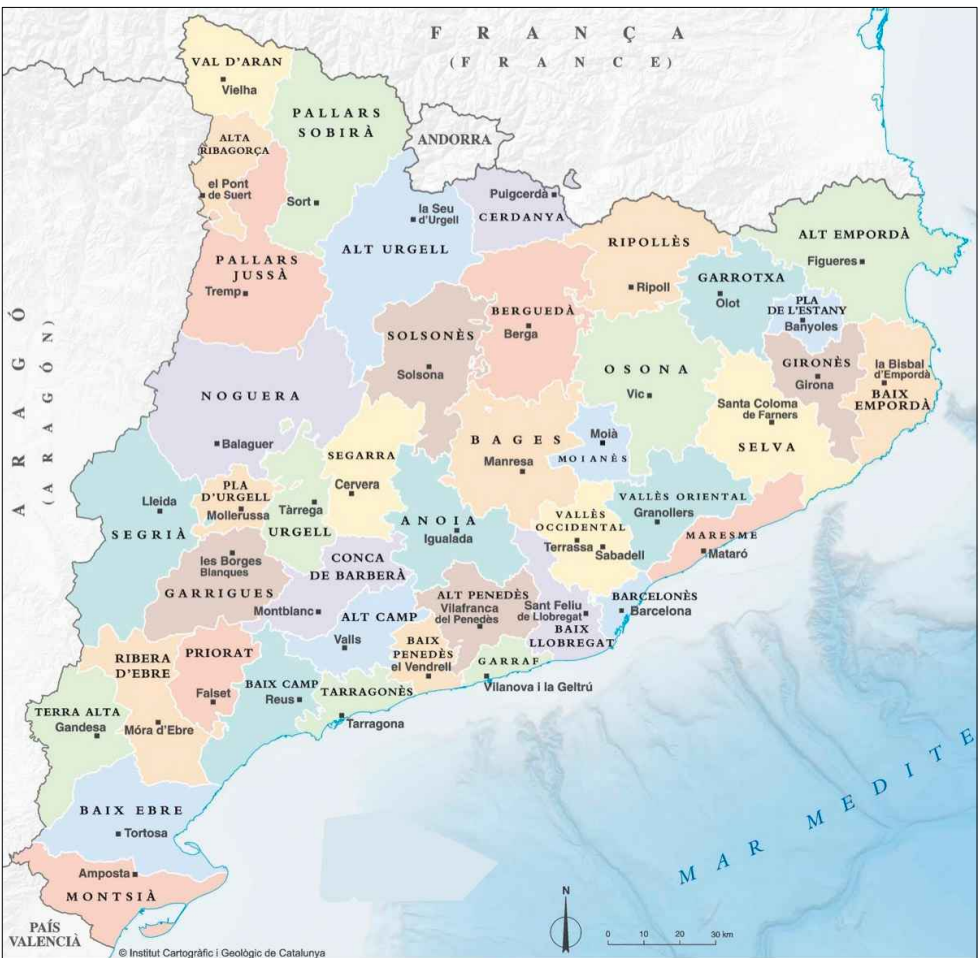 F R A N Ç A
( F R A N C E )
VAL D'ARAN
Vielha
PALLARS
SOBIRÀ
ALTA
RIBAGORÇA
ANDORRA
el Pont
de Suert
Sort
Puigcerdà
CERDANYA
la Seu
d'Urgell
ALT URGELL
RIPOLLÈS
Ripoll
ALT EMPORDÀ
Figueres
GARROTXA
Olot
PLA
DE L'ESTANY
Banyoles
PALLARS
JUSSÀ
Tremp
A R A G Ó
( A R A G Ó N )
BERGUEDÀ
Berga
SOLSONÈS
Solsona
OSONA
Vic
GIRONÈS
Girona
la Bisbal
d'Empordà
BAIX
EMPORDÀ
Santa Coloma
de Farners
SELVA
NOGUERA
Balaguer
SEGARRA
Cervera
BAGES
Manresa
Moià
MOIANÈS
Lleida
SEGRIÀ
PLA
D'URGELL
Mollerussa
Tàrrega
URGELL
ANOIA
Igualada
VALLÈS ORIENTAL
Granollers
VALLÈS
OCCIDENTAL
Terrassa
Sabadell
MARESME
Mataró
les Borges
Blanques
GARRIGUES
CONCA
DE BARBERÀ
Montblanc
ALT CAMP
Valls
ALT PENEDÈS
Vilafranca
del Penedès
Sant Feliu
de Llobregat
BAIX
LLOBREGAT
BARCELONÈS
Barcelona
BAIX
PENEDÈS
el Vendrell
GARRAF
Vilanova i la Geltrú
RIBERA
D'EBRE
Móra d'Ebre
PRIORAT
Falset
BAIX CAMP
Reus
TARRAGONÈS
Tarragona
TERRA ALTA
Gandesa
BAIX EBRE
Tortosa
Amposta
MONTSIÀ
PAÍS
VALENCIÀ
MAR MEDITE
N
0 10 20 30 km
© Institut Cartogràfic i Geològic de Catalunya